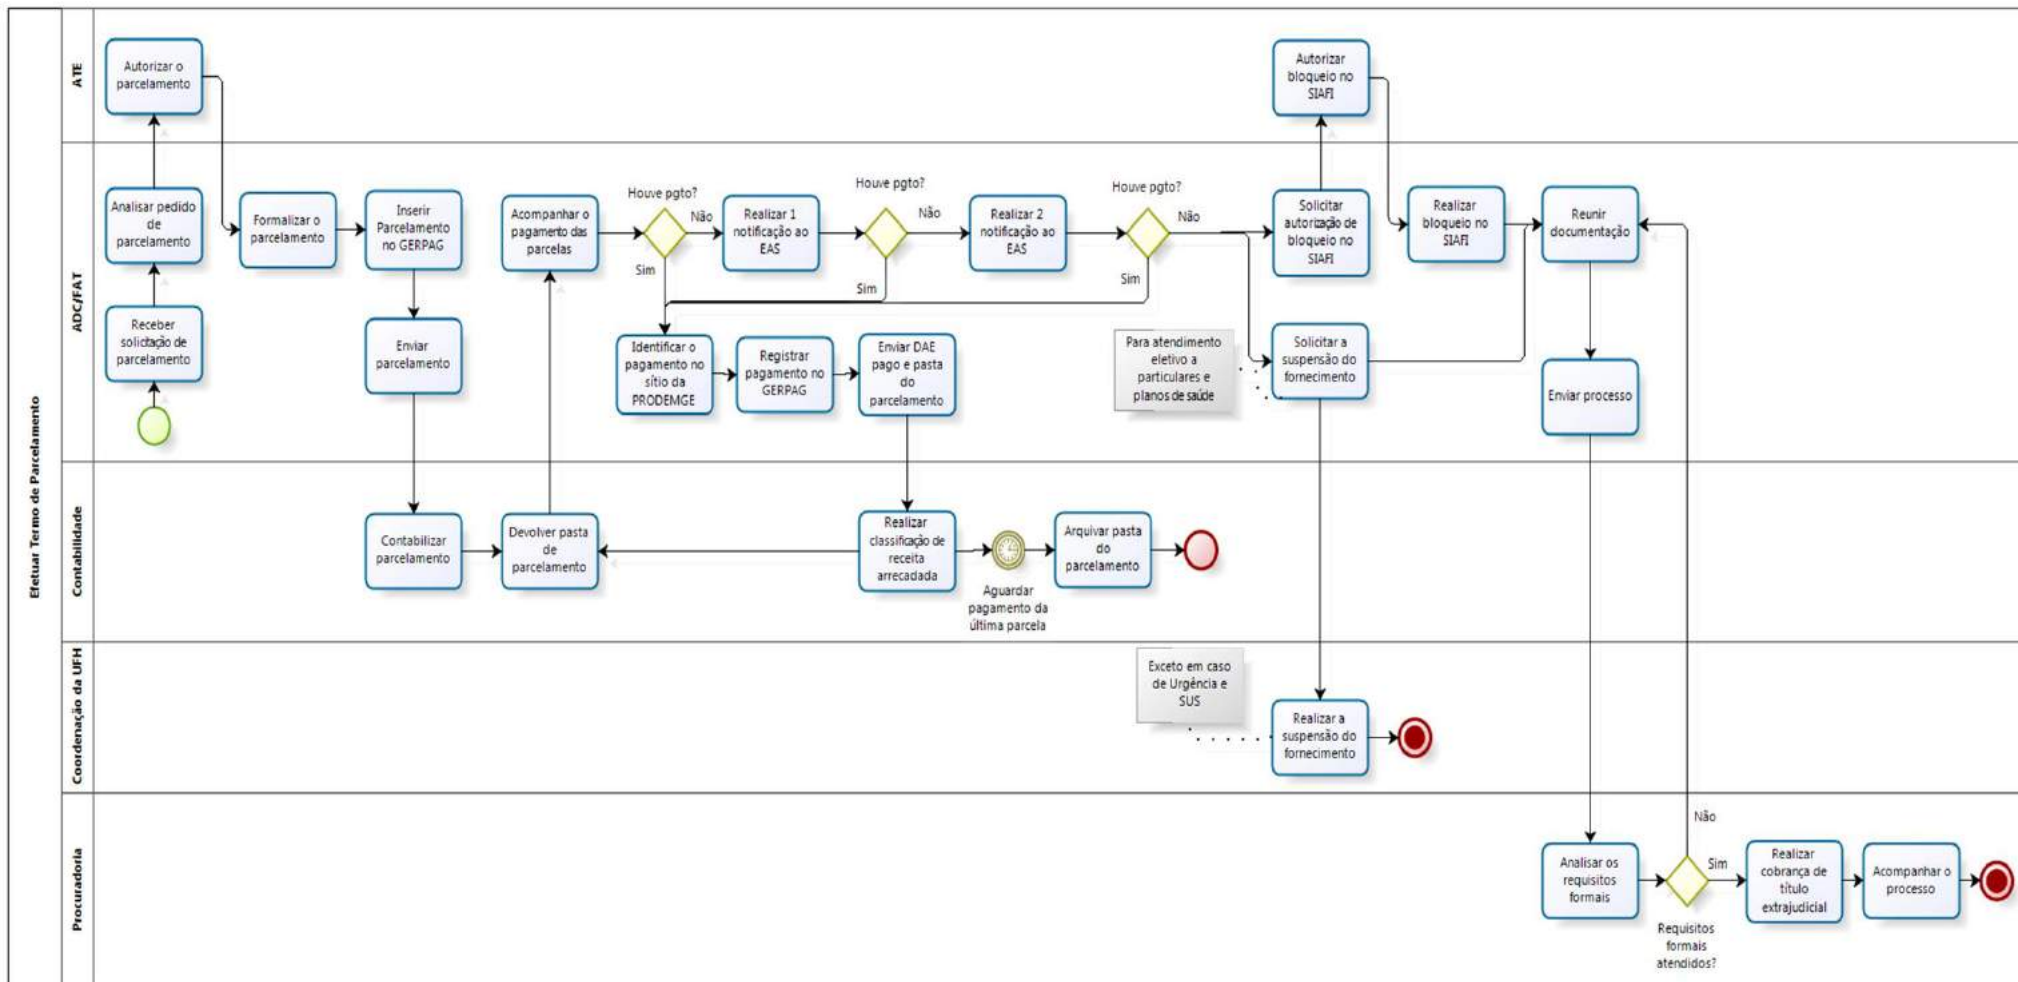 Efetuar Termo de Parcelamento
ATE
Autorizar o
parcelamento
Autorizar
bloqueio no
SIAFI
ADC/FAT
Analisar pedido
de
parcelamento
Receber
solicitação de
parcelamento
Formalizar o
parcelamento
Inserir
Parcelamento
no GERPAG
Enviar
parcelamento
Acompanhar o
pagamento das
parcelas
Houve pgto?
Não
Sim
Realizar 1
notificação ao
EAS
Houve pgto?
Não
Sim
Realizar 2
notificação ao
EAS
Houve pgto?
Não
Sim
Identificar o
pagamento no
sítio da
PRODEMGE
Registrar
pagamento no
GERPAG
Enviar DAE
pago e pasta
do
parcelamento
Para atendimento
eletivo a
particulares e
planos de saúde
Solicitar
autorização de
bloqueio no
SIAFI
Solicitar a
suspensão do
fornecimento
Realizar
bloqueio no
SIAFI
Reunir
documentação
Enviar processo
Contabilidade
Contabilizar
parcelamento
Devolver pasta
de
parcelamento
Realizar
classificação de
receita
arrecadada
Aguardar
pagamento da
última parcela
Arquivar pasta
do
parcelamento
Coordenação da UFH
Exceto em caso
de Urgência e
SUS
Realizar a
suspensão do
fornecimento
Procuradoria
Analisar os
requisitos
formais
Requisitos
formais
atendidos?
Não
Sim
Realizar
cobrança de
título
extrajudicial
Acompanhar o
processo